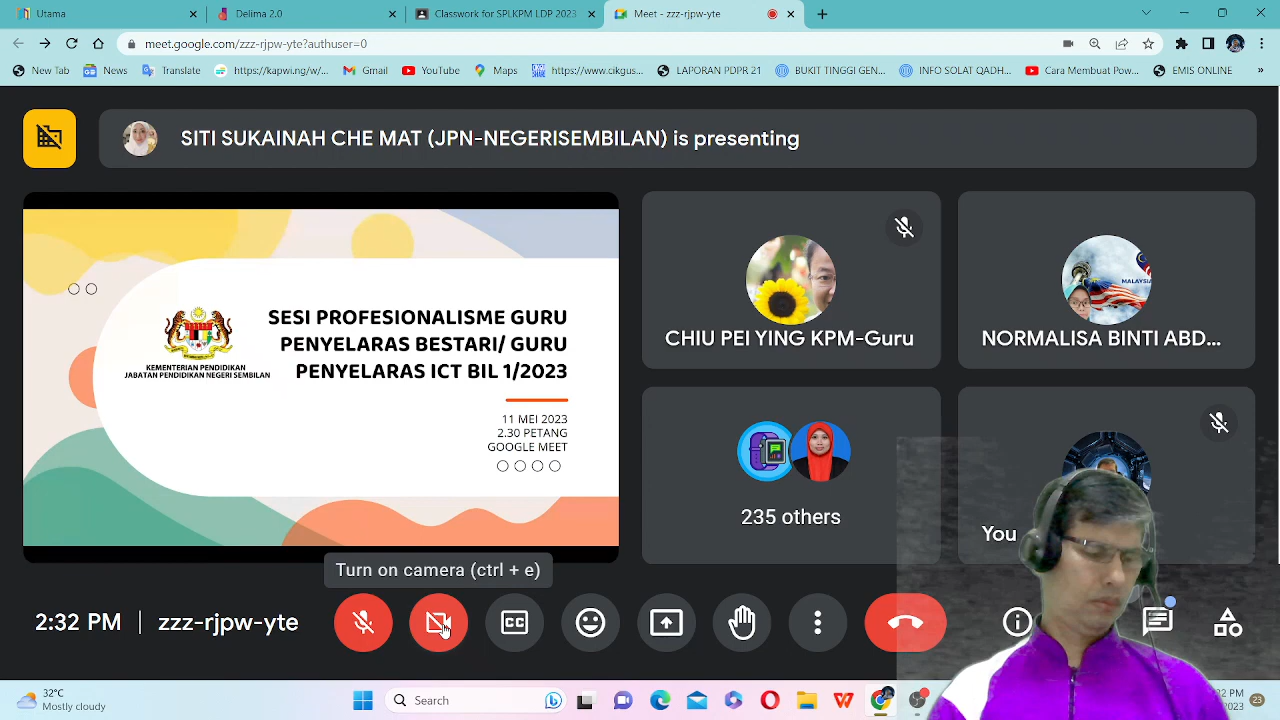 Utama
Delima 2.0
Classwork for SPLKPM LDP 2023
Meet - zzz-rjpw-yte
meet.google.com/zzz-rjpw-yte?authuser=0
New Tab
News
Translate
https://kapwing/w/...
Gmail
YouTube
Maps
https://www.cikgus...
LAPORAN PDPR 21
BUKIT TINGGI GEN...
INFO SOLAT QADH...
Cara Membuat Pow...
EMIS ONLINE
»
SITI SUKAINAH CHE MAT (JPN-NEGERISEMBILAN) is presenting
SESI PROFESIONALISME GURU
PENYELARAS BESTARI/ GURU
PENYELARAS ICT BIL 1/2023
KEMENTERIAN PENDIDIKAN
JABATAN PENDIDIKAN NEGERI SEMBILAN
11 MEI 2023
2.30 PETANG
GOOGLE MEET
MALAYSIA
CHIU PEI YING KPM-Guru
NORMALISA BINTI ABD...
235 others
You
Turn on camera (ctrl + e)
2:32 PM
zzz-rjpw-yte
CC
32°C
Mostly cloudy
Search
23